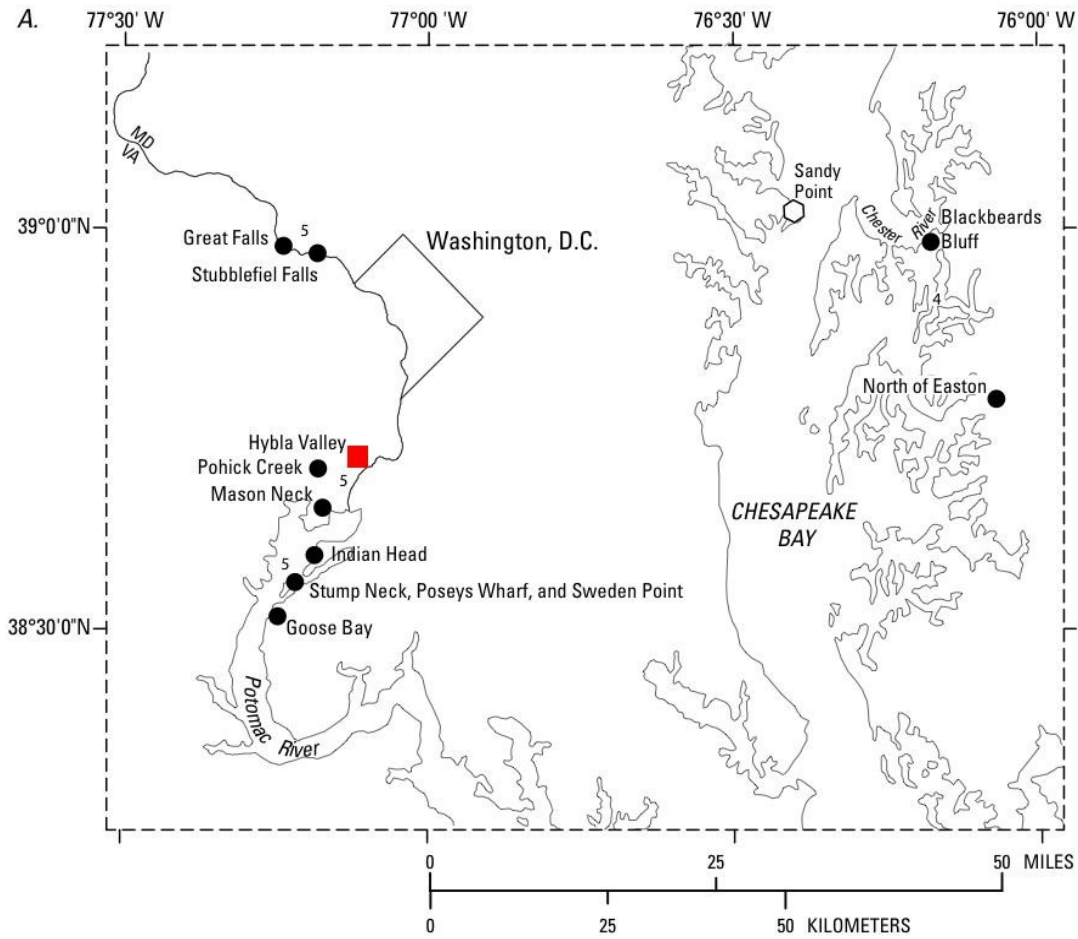 A.
77°30' W
77°00' W
76°30' W
76°00' W
MD
VA
Sandy
Point
39°0'0"N
Chester River
Blackbeards
Bluff
Great Falls
5
Washington, D.C.
Stubblefiel Falls
4
North of Easton
Hybla Valley
Pohick Creek
5
Mason Neck
CHESAPEAKE
BAY
Indian Head
5
Stump Neck, Poseys Wharf, and Sweden Point
38°30'0"N
Goose Bay
Potomac River
0 25 50 MILES
0 25 50 KILOMETERS